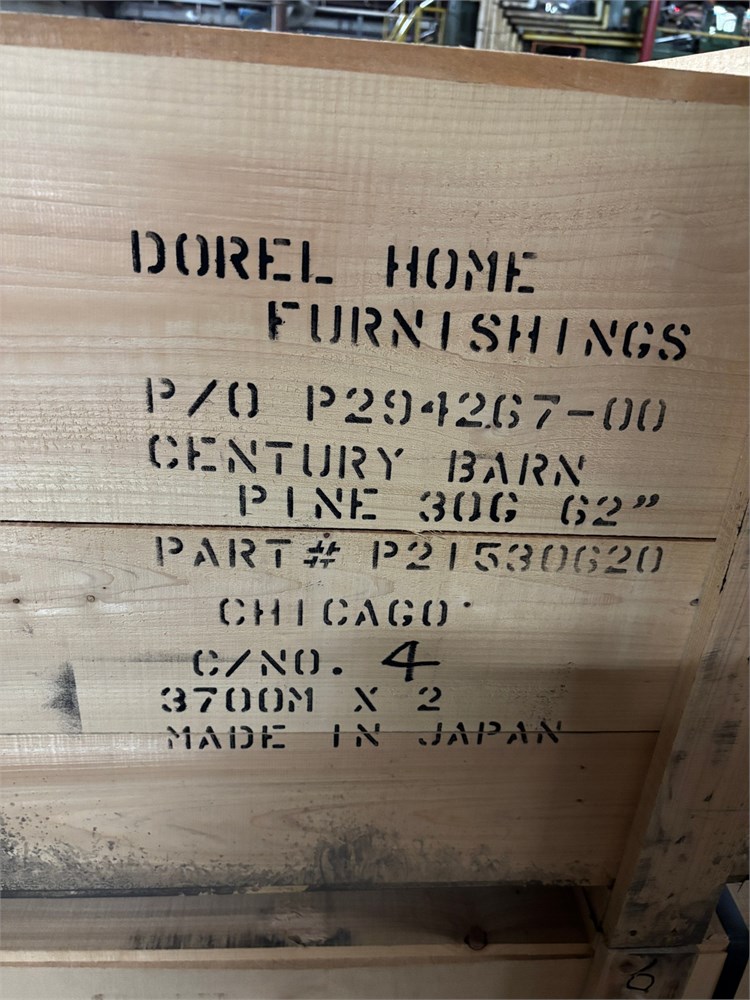 DOREL HOME
FURNISHINGS
P/O P294267-00
CENTURY BARN
PINE 30G 62"
PART# P21530620
CHICAGO
C/NO. 4
3700M X 2
MADE IN JAPAN